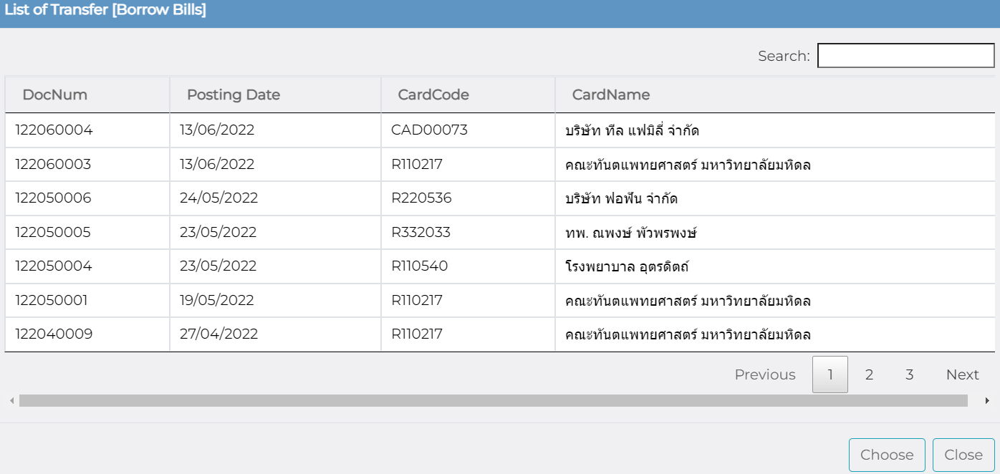 List of Transfer [Borrow Bills]
Search:
DocNum Posting Date CardCode CardName
122060004 13/06/2022 CAD00073 บริษัท ทีล แฟมิลี่ จำกัด
122060003 13/06/2022 R110217 คณะทันตแพทยศาสตร์ มหาวิทยาลัยมหิดล
122050006 24/05/2022 R220536 บริษัท ฟอฟัน จำกัด
122050005 23/05/2022 R332033 ทพ. ณพงษ์ พัวพรพงษ์
122050004 23/05/2022 R110540 โรงพยาบาล อุตรดิตถ์
122050001 19/05/2022 R110217 คณะทันตแพทยศาสตร์ มหาวิทยาลัยมหิดล
122040009 27/04/2022 R110217 คณะทันตแพทยศาสตร์ มหาวิทยาลัยมหิดล
Previous 1 2 3 Next
Choose Close